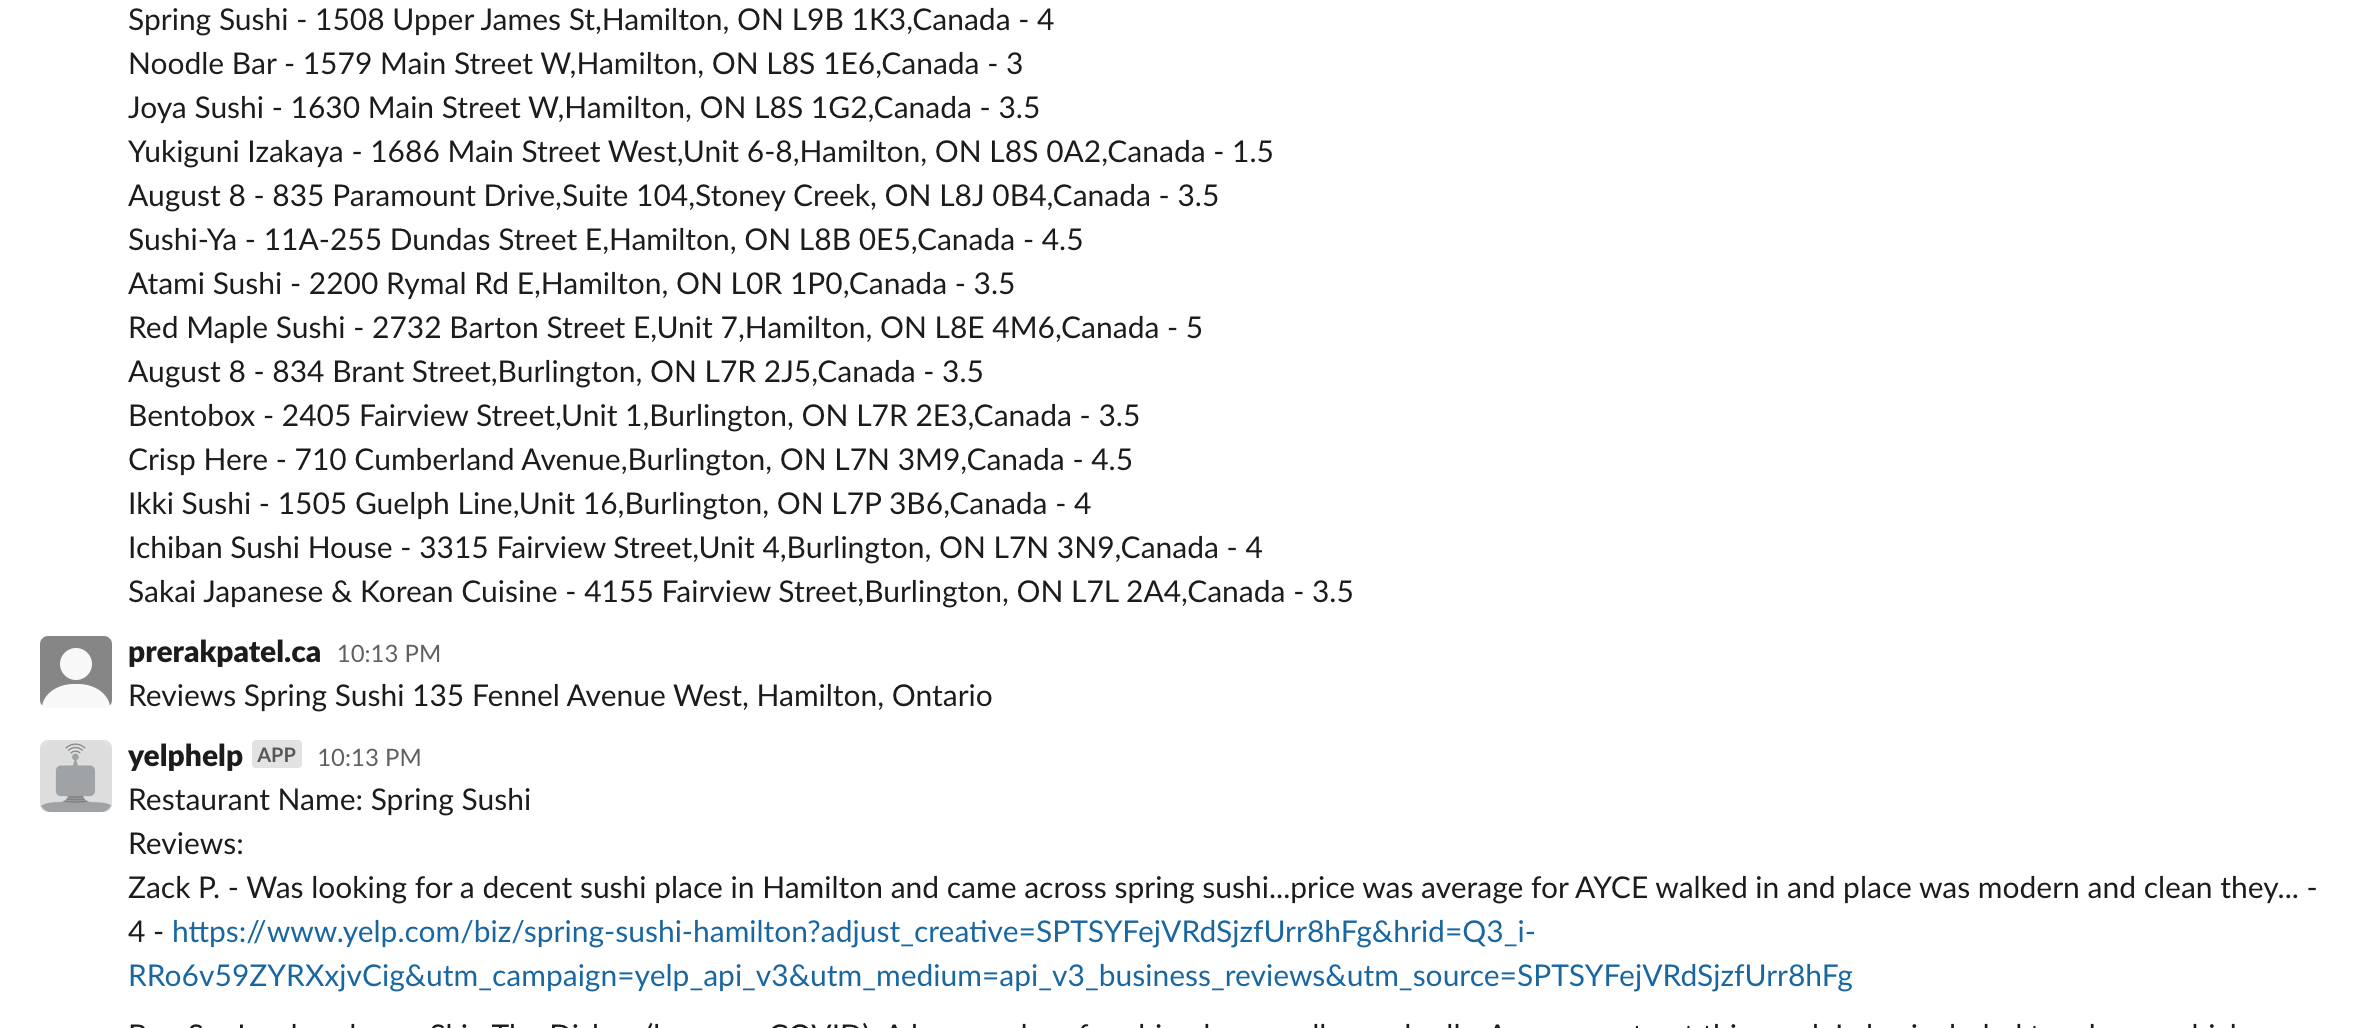 Spring Sushi - 1508 Upper James St,Hamilton, ON L9B 1K3,Canada - 4
Noodle Bar - 1579 Main Street W,Hamilton, ON L8S 1E6,Canada - 3
Joya Sushi - 1630 Main Street W,Hamilton, ON L8S 1G2,Canada - 3.5
Yukiguni Izakaya - 1686 Main Street West,Unit 6-8,Hamilton, ON L8S 0A2,Canada - 1.5
August 8 - 835 Paramount Drive,Suite 104,Stoney Creek, ON L8J 0B4,Canada - 3.5
Sushi-Ya - 11A-255 Dundas Street E,Hamilton, ON L8B 0E5,Canada - 4.5
Atami Sushi - 2200 Rymal Rd E,Hamilton, ON L0R 1P0,Canada - 3.5
Red Maple Sushi - 2732 Barton Street E,Unit 7,Hamilton, ON L8E 4M6,Canada - 5
August 8 - 834 Brant Street,Burlington, ON L7R 2J5,Canada - 3.5
Bentobox - 2405 Fairview Street,Unit 1,Burlington, ON L7R 2E3,Canada - 3.5
Crisp Here - 710 Cumberland Avenue,Burlington, ON L7N 3M9,Canada - 4.5
Ikki Sushi - 1505 Guelph Line,Unit 16,Burlington, ON L7P 3B6,Canada - 4
Ichiban Sushi House - 3315 Fairview Street,Unit 4,Burlington, ON L7N 3N9,Canada - 4
Sakai Japanese & Korean Cuisine - 4155 Fairview Street,Burlington, ON L7L 2A4,Canada - 3.5
prerakpatel.ca 10:13 PM
Reviews Spring Sushi 135 Fennel Avenue West, Hamilton, Ontario
yelphelp APP 10:13 PM
Restaurant Name: Spring Sushi
Reviews:
Zack P. - Was looking for a decent sushi place in Hamilton and came across spring sushi...price was average for AYCE walked in and place was modern and clean they... -
4 - https://www.yelp.com/biz/spring-sushi-hamilton?adjust_creative=SPTSYFejVRdSjzfUrr8hFg&hrid=Q3_i-
RRo6v59ZYRXxjvCig&utm_campaign=yelp_api_v3&utm_medium=api_v3_business_reviews&utm_source=SPTSYFejVRdSjzfUrr8hFg